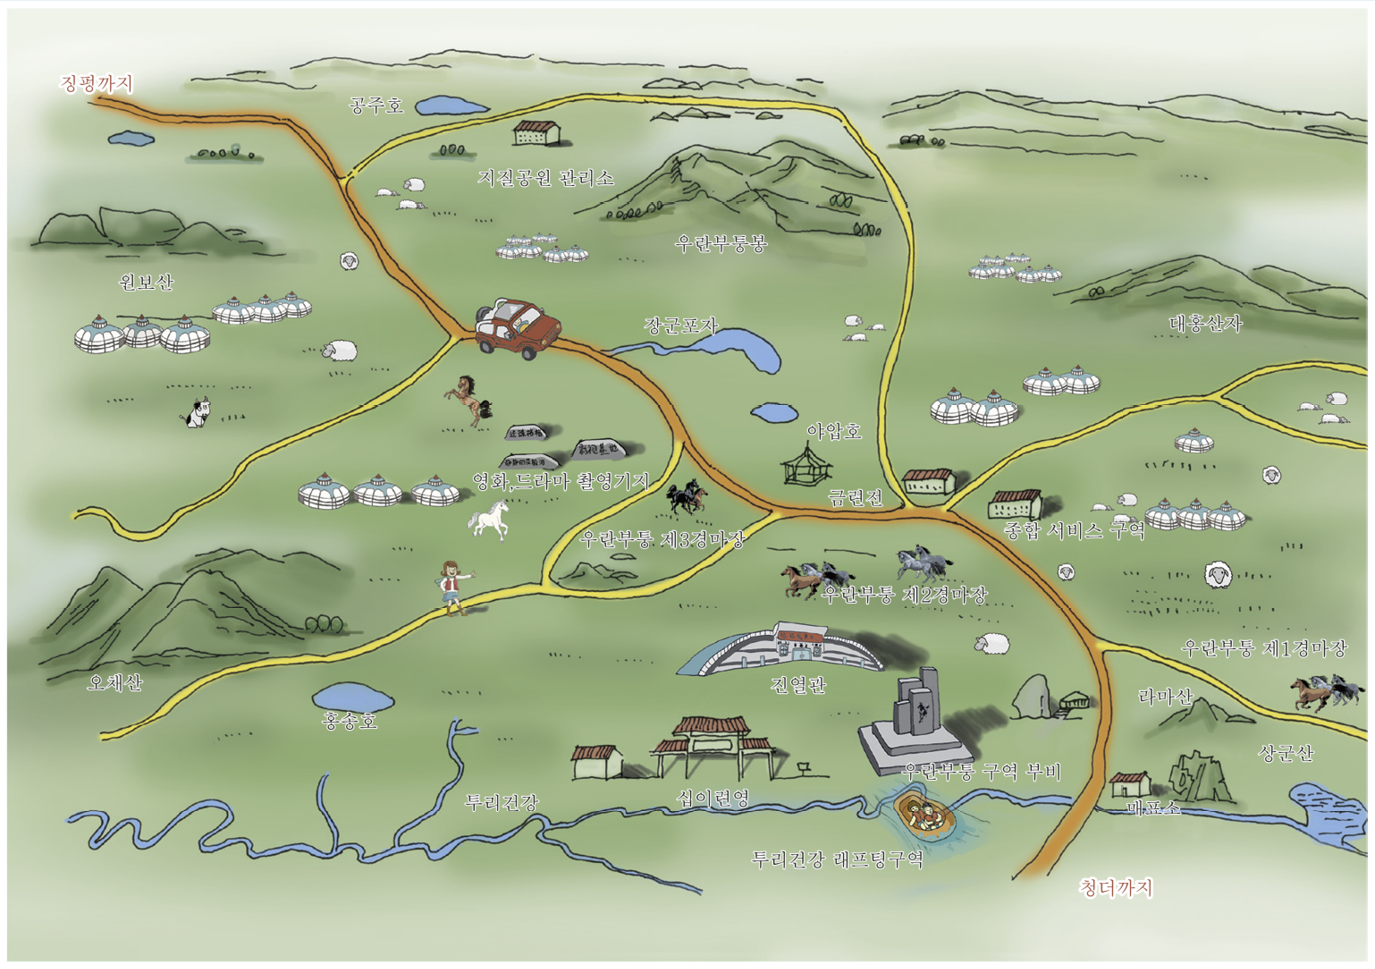 징펑까지
공주호
지질공원 관리소
우란부퉁봉
원보산
장군포자
대홍산자
야압호
영화,드라마 촬영기지
금련전
종합 서비스 구역
우란부퉁 제3경마장
우란부퉁 제2경마장
우란부퉁 제1경마장
오채산
진열관
라마산
홍송호
상군산
우란부퉁 구역 부비
투리건강
십이련영
매표소
투리건강 래프팅구역
청더까지